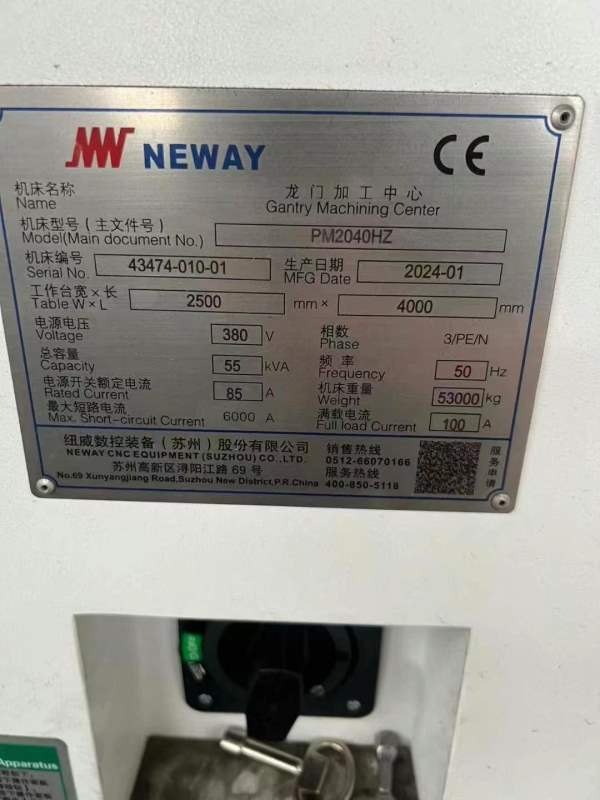 NEWAY CE
机床名称 龙门加工中心
Name Gantry Machining Center
机床型号(主文件号)
Model(Main document No.) PM2040HZ
机床编号 生产日期
Serial No. 43474-010-01 MFG Date 2024-01
工作台宽×长
Table W×L 2500 mm× 4000 mm
电源电压 相数
Voltage 380 V Phase 3/PE/N
总容量 频率
Capacity 55 kVA Frequency 50 Hz
电源开关额定电流 机床重量
Rated Current 85 A Weight 53000 kg
最大短路电流 满载电流
Max. Short-circuit Current 6000 A Full load Current 100 A
纽威数控装备(苏州)股份有限公司 销售热线
NEWAY CNC EQUIPMENT (SUZHOU) CO.,LTD. 0512-66070166
苏州高新区浔阳江路 69 号 服务热线
No.69 Xunyangjiang Road,Suzhou New District,P.R.China 400-850-5118
服务申请
Apparatus